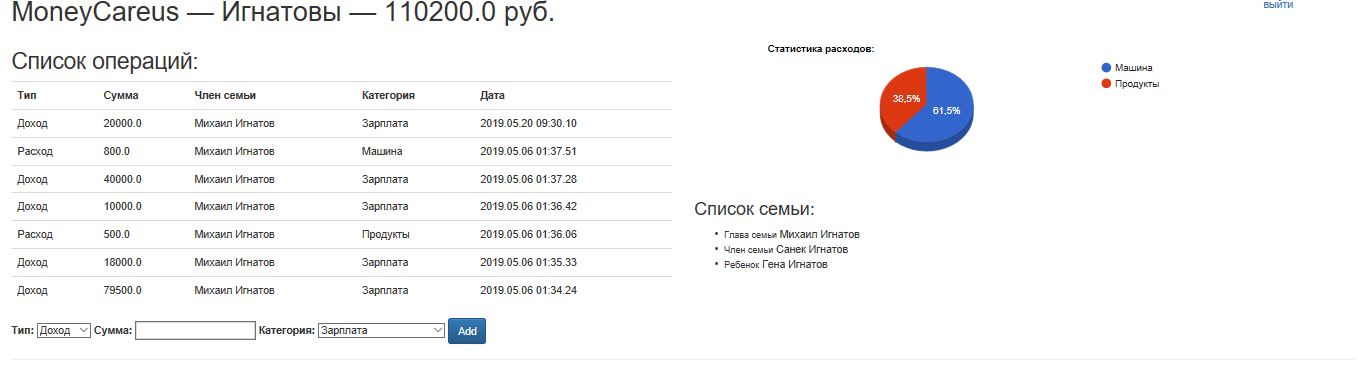 MoneyCareus — Игнатовы — 110200.0 руб.
выйти
Список операций:
Тип Сумма Член семьи Категория Дата
Доход 20000.0 Михаил Игнатов Зарплата 2019.05.20 09:30.10
Расход 800.0 Михаил Игнатов Машина 2019.05.06 01:37.51
Доход 40000.0 Михаил Игнатов Зарплата 2019.05.06 01:37.28
Доход 10000.0 Михаил Игнатов Зарплата 2019.05.06 01:36.42
Расход 500.0 Михаил Игнатов Продукты 2019.05.06 01:36.06
Доход 18000.0 Михаил Игнатов Зарплата 2019.05.06 01:35.33
Доход 79500.0 Михаил Игнатов Зарплата 2019.05.06 01:34.24
Тип: Доход Сумма: Категория: Зарплата Add
Статистика расходов:
Машина
Продукты
38,5%
61,5%
Список семьи:
• Глава семьи Михаил Игнатов
• Член семьи Санек Игнатов
• Ребенок Гена Игнатов